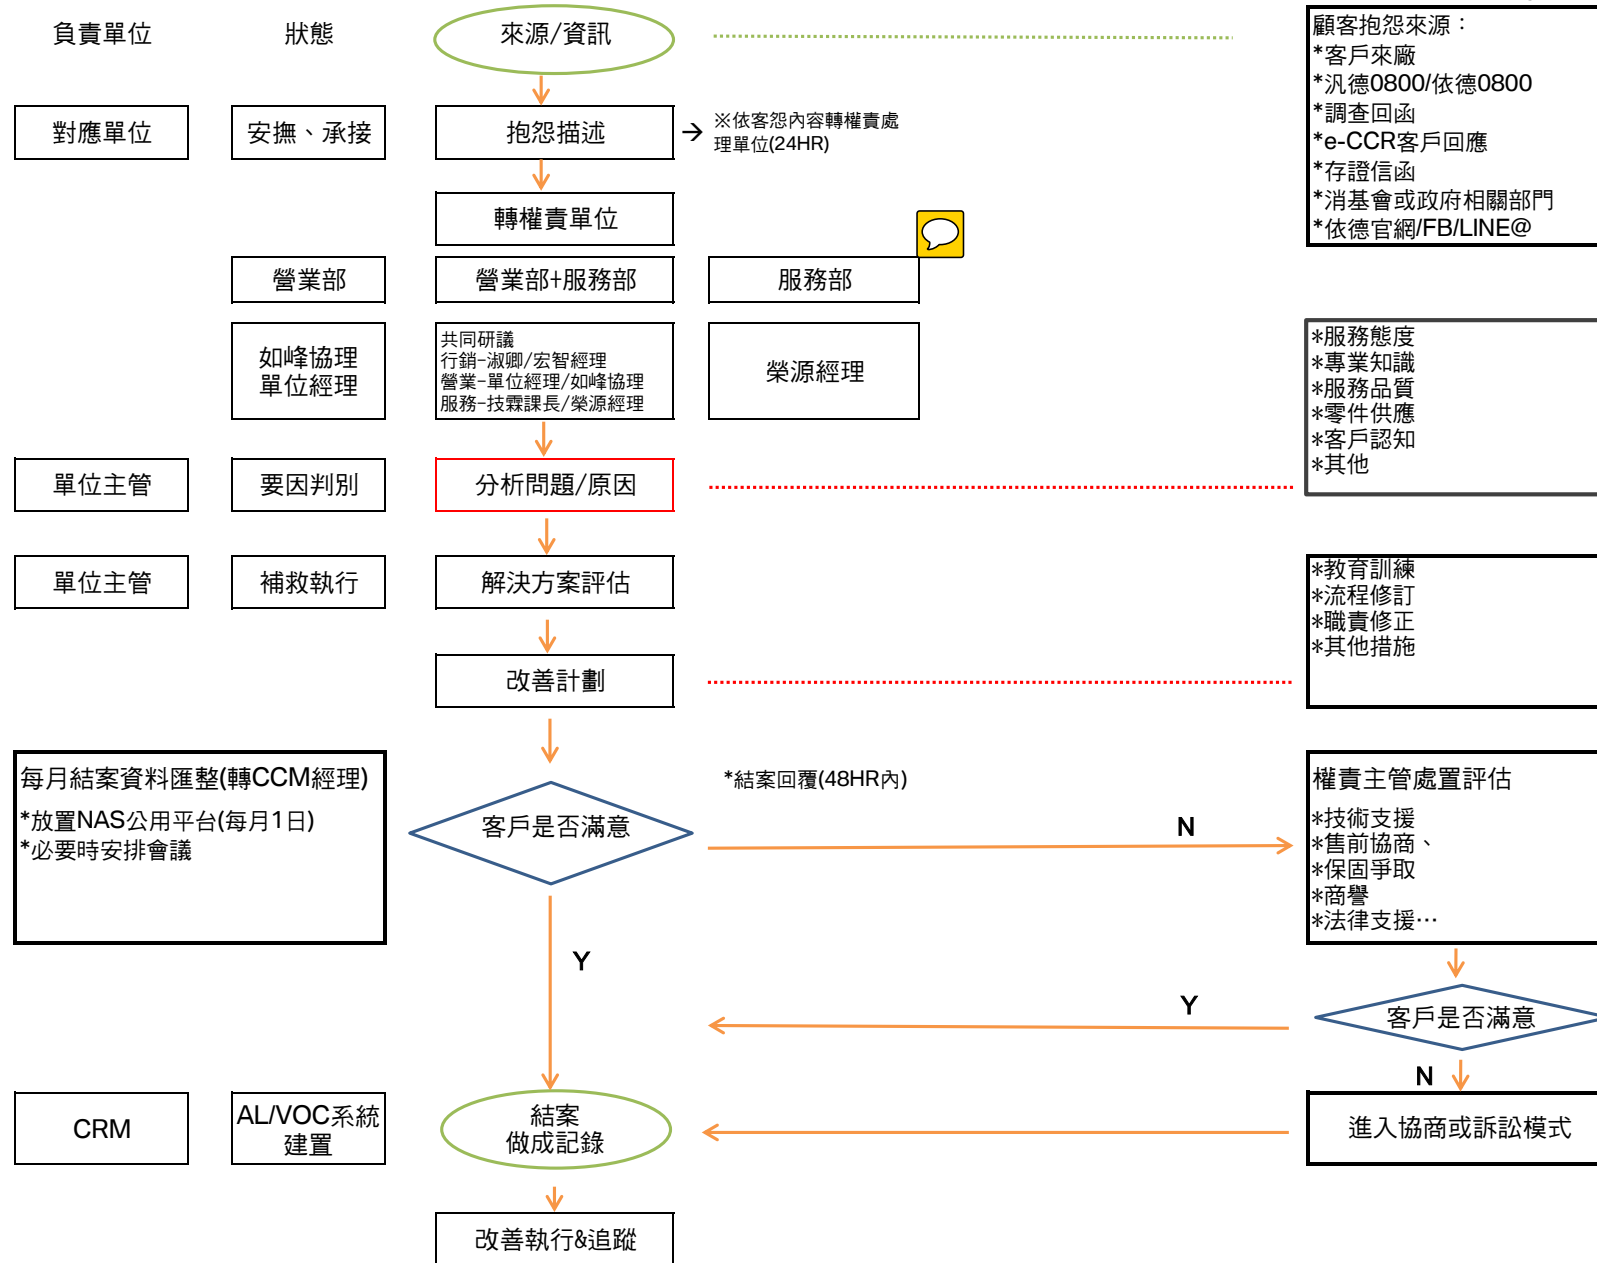 負責單位
狀態
來源/資訊
顧客抱怨來源：
*客戶來廠
*汎德0800/依德0800
*調查回函
*e-CCR客戶回應
*存證信函
*消基會或政府相關部門
*依德官網/FB/LINE@
對應單位
安撫、承接
抱怨描述
※依客怨內容轉權責處
理單位(24HR)
轉權責單位
營業部
營業部+服務部
服務部
如峰協理
單位經理
共同研議
行銷-淑卿/宏智經理
營業-單位經理/如峰協理
服務-技霖課長/榮源經理
榮源經理
*服務態度
*專業知識
*服務品質
*零件供應
*客戶認知
*其他
單位主管
要因判別
分析問題/原因
單位主管
補救執行
解決方案評估
*教育訓練
*流程修訂
*職責修正
*其他措施
改善計劃
每月結案資料匯整(轉CCM經理)
*放置NAS公用平台(每月1日)
*必要時安排會議
客戶是否滿意
*結案回覆(48HR內)
N
權責主管處置評估
*技術支援
*售前協商、
*保固爭取
*商譽
*法律支援…
Y
Y
客戶是否滿意
N
CRM
AL/VOC系統
建置
結案
做成記錄
進入協商或訴訟模式
改善執行&追蹤